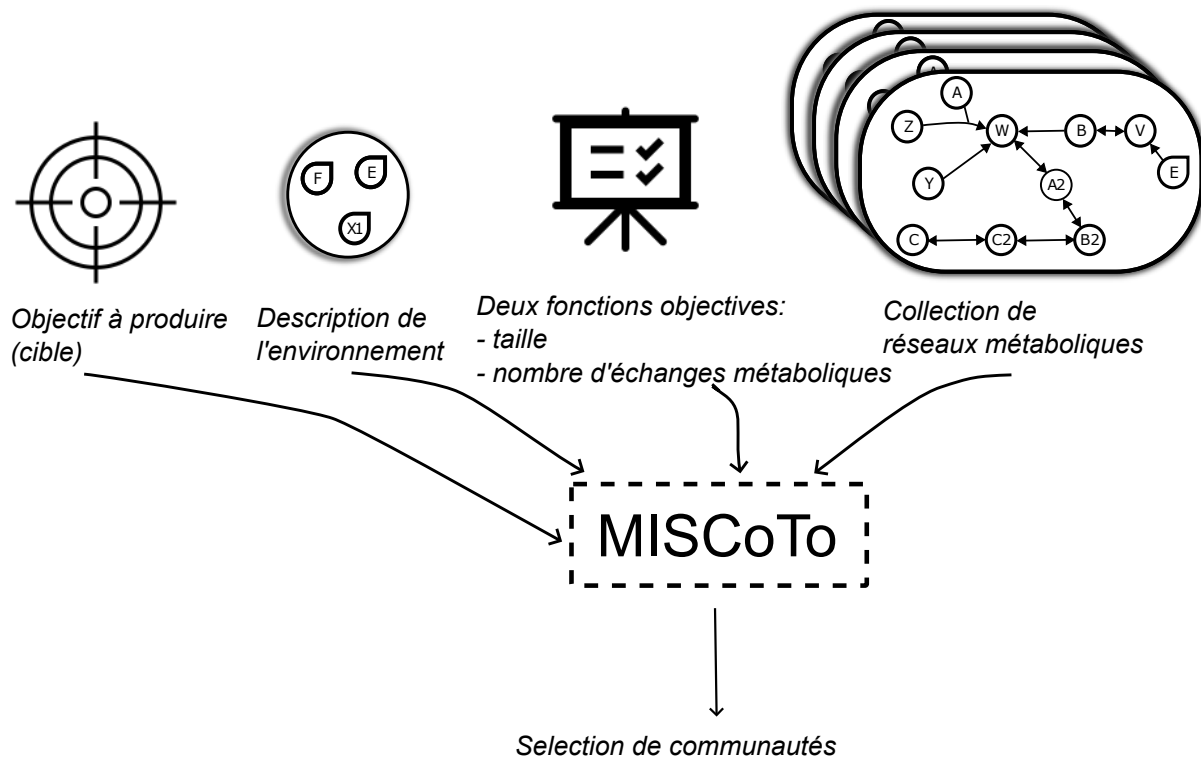 A
Z
W
B
V
F
E
E
Y
A2
X1
C
C2
B2
Objectif à produire
(cible)
Description de
l'environnement
Deux fonctions objectives:
- taille
- nombre d'échanges métaboliques
Collection de
réseaux métaboliques
MISCoTo
Selection de communautés